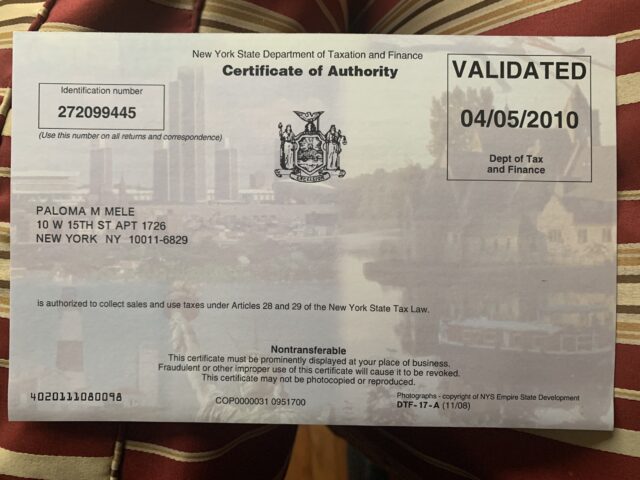 New York State Department of Taxation and Finance
Certificate of Authority
Identification number
272099445
(Use this number on all returns and correspondence)
VALIDATED
04/05/2010
Dept of Tax
and Finance
EXCELSIOR
PALOMA M MELE
10 W 15TH ST APT 1726
NEW YORK NY 10011-6829
is authorized to collect sales and use taxes under Articles 28 and 29 of the New York State Tax Law.
Nontransferable
This certificate must be prominently displayed at your place of business.
Fraudulent or other improper use of this certificate will cause it to be revoked.
This certificate may not be photocopied or reproduced.
4020111080098
COP0000031 0951700
Photographs - copyright of NYS Empire State Development
DTF-17-A (11/08)